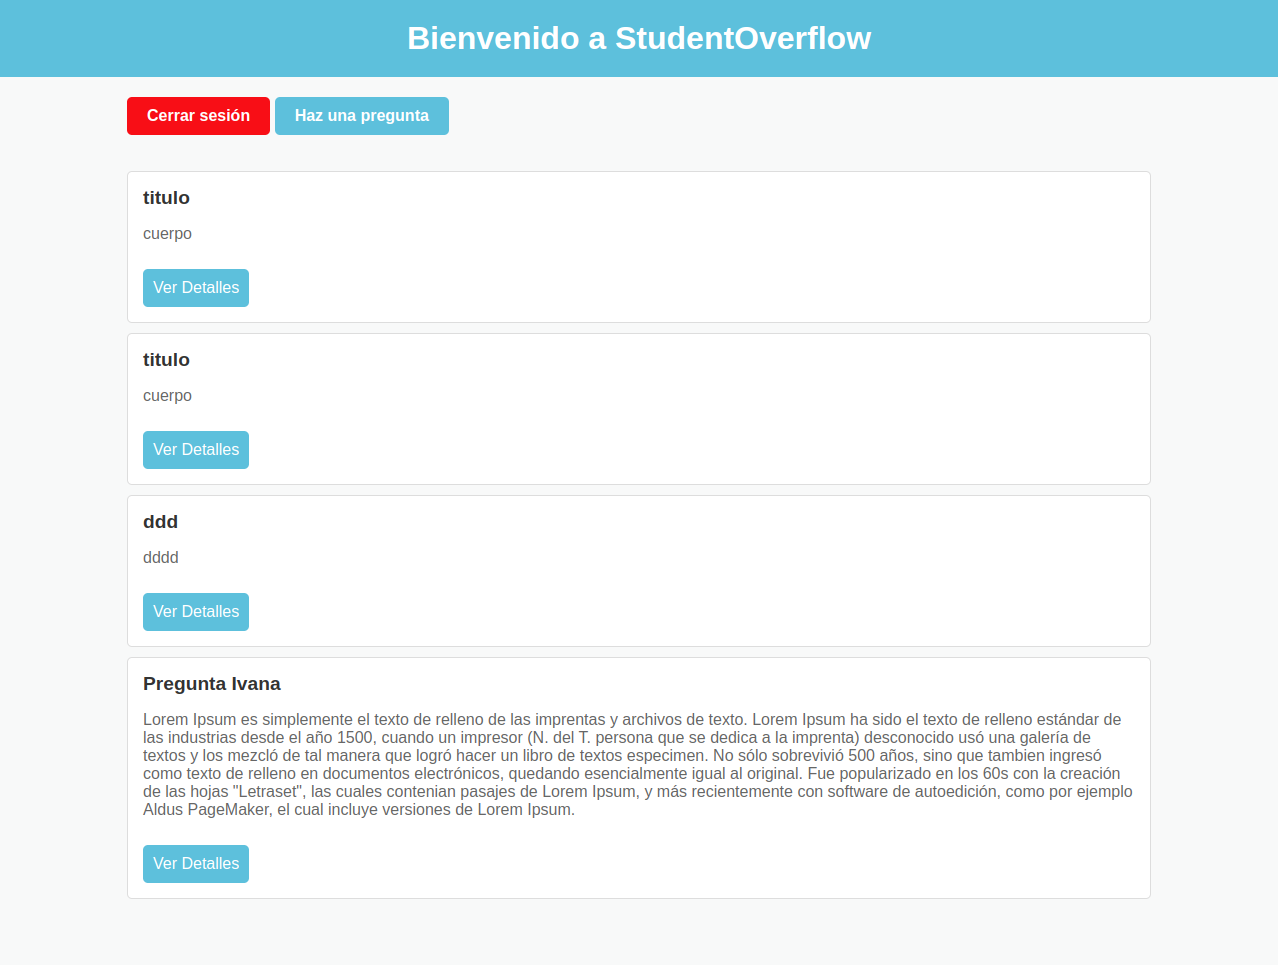 Bienvenido a StudentOverflow
Cerrar sesión
Haz una pregunta
titulo
cuerpo
Ver Detalles
titulo
cuerpo
Ver Detalles
ddd
dddd
Ver Detalles
Pregunta Ivana
Lorem Ipsum es simplemente el texto de relleno de las imprentas y archivos de texto. Lorem Ipsum ha sido el texto de relleno estándar de
las industrias desde el año 1500, cuando un impresor (N. del T. persona que se dedica a la imprenta) desconocido usó una galería de
textos y los mezcló de tal manera que logró hacer un libro de textos especimen. No sólo sobrevivió 500 años, sino que tambien ingresó
como texto de relleno en documentos electrónicos, quedando esencialmente igual al original. Fue popularizado en los 60s con la creación
de las hojas "Letraset", las cuales contenian pasajes de Lorem Ipsum, y más recientemente con software de autoedición, como por ejemplo
Aldus PageMaker, el cual incluye versiones de Lorem Ipsum.
Ver Detalles